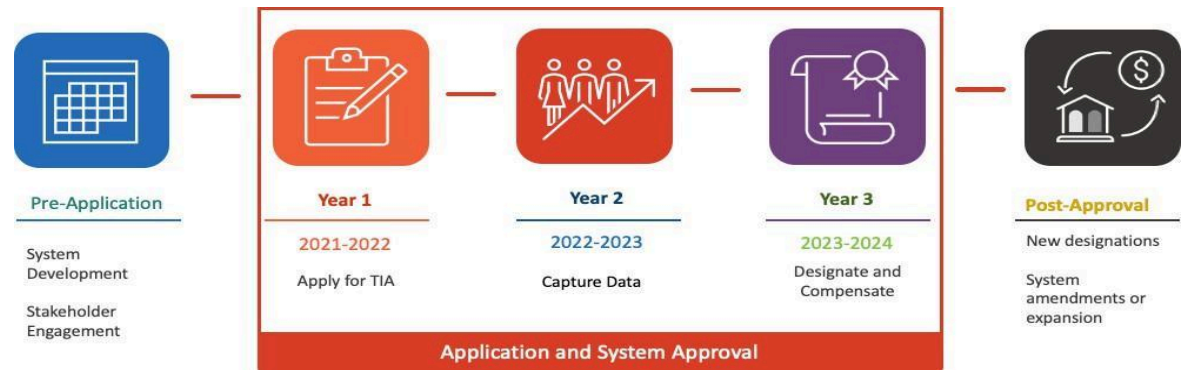 Pre-Application
System
Development
Stakeholder
Engagement
Year 1
2021-2022
Apply for TIA
Year 2
2022-2023
Capture Data
Year 3
2023-2024
Designate and
Compensate
Application and System Approval
$
Post-Approval
New designations
System
amendments or
expansion